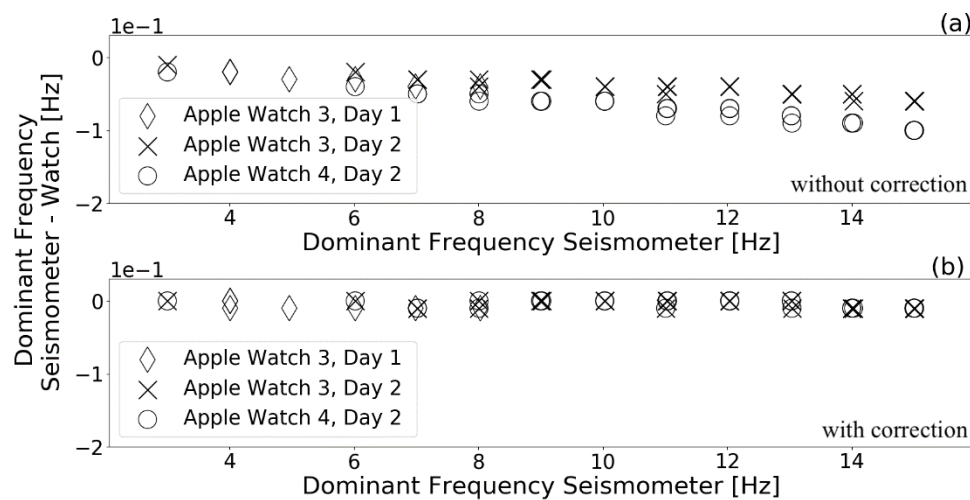 1e−1
(a)
0
−1
−2
Apple Watch 3, Day 1
Apple Watch 3, Day 2
Apple Watch 4, Day 2
without correction
4 6 8 10 12 14
Dominant Frequency Seismometer [Hz]
Dominant Frequency
Seismometer - Watch [Hz]
1e−1
(b)
0
−1
−2
Apple Watch 3, Day 1
Apple Watch 3, Day 2
Apple Watch 4, Day 2
with correction
4 6 8 10 12 14
Dominant Frequency Seismometer [Hz]